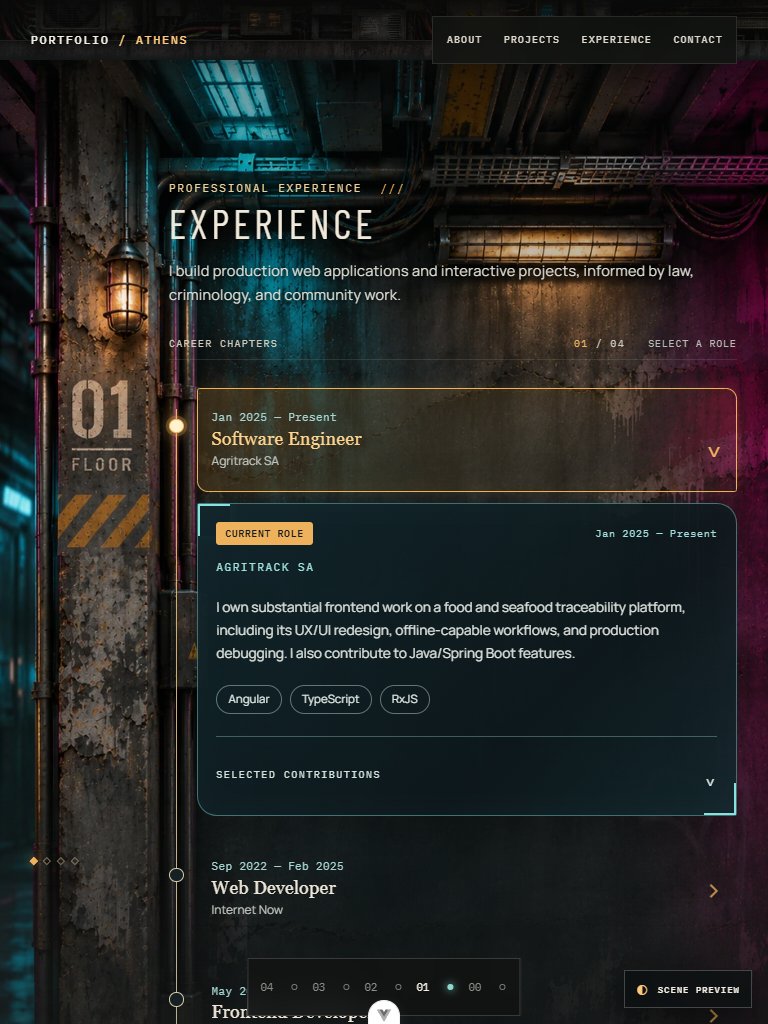 PORTFOLIO / ATHENS
ABOUT PROJECTS EXPERIENCE CONTACT
PROFESSIONAL EXPERIENCE ///
EXPERIENCE
I build production web applications and interactive projects, informed by law,
criminology, and community work.
CAREER CHAPTERS
01 / 04 SELECT A ROLE
01
FLOOR
Jan 2025 — Present
Software Engineer
Agritrack SA
CURRENT ROLE
Jan 2025 — Present
AGRITRACK SA
I own substantial frontend work on a food and seafood traceability platform,
including its UX/UI redesign, offline-capable workflows, and production
debugging. I also contribute to Java/Spring Boot features.
Angular TypeScript RxJS
SELECTED CONTRIBUTIONS
Sep 2022 — Feb 2025
Web Developer
Internet Now
May 2
Frontend Developer
04 03 02 01 00
SCENE PREVIEW